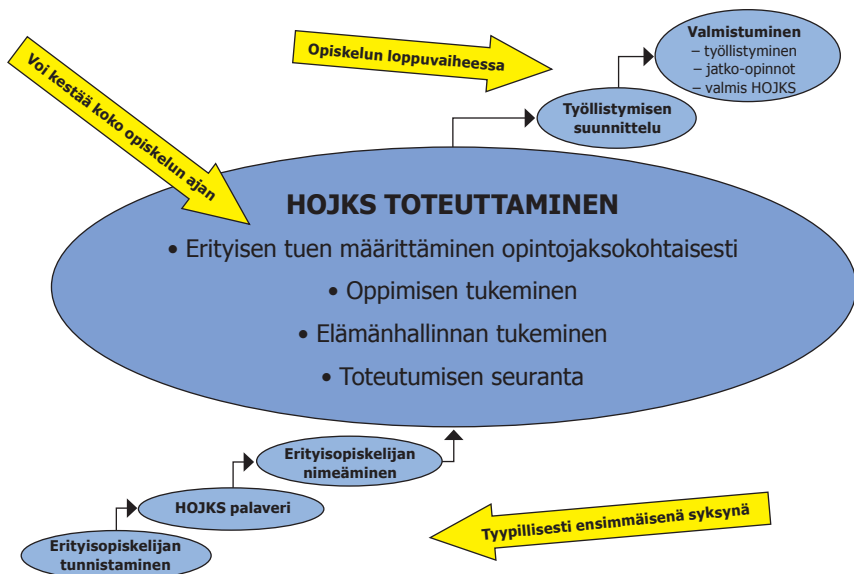 Valmistuminen
– työllistyminen
– jatko-opinnot
– valmis HOJKS
Opiskelun loppuvaiheessa
Voi kestää koko opiskelun ajan
Työllistymisen
suunnittelu
HOJKS TOTEUTTAMINEN
• Erityisen tuen määrittäminen opintojaksokohtaisesti
• Oppimisen tukeminen
• Elämänhallinnan tukeminen
• Toteutumisen seuranta
Erityisopiskelijan
nimeäminen
HOJKS palaveri
Tyypillisesti ensimmäisenä syksynä
Erityisopiskelijan
tunnistaminen